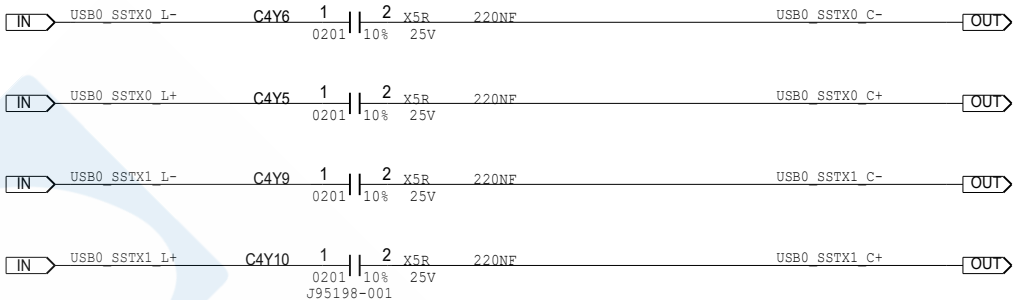 IN USB0_SSTX0_L- C4Y6 1 2 X5R 220NF USB0_SSTX0_C- OUT
0201 10% 25V
IN USB0_SSTX0_L+ C4Y5 1 2 X5R 220NF USB0_SSTX0_C+ OUT
0201 10% 25V
IN USB0_SSTX1_L- C4Y9 1 2 X5R 220NF USB0_SSTX1_C- OUT
0201 10% 25V
IN USB0_SSTX1_L+ C4Y10 1 2 X5R 220NF USB0_SSTX1_C+ OUT
0201 10% 25V
J95198-001